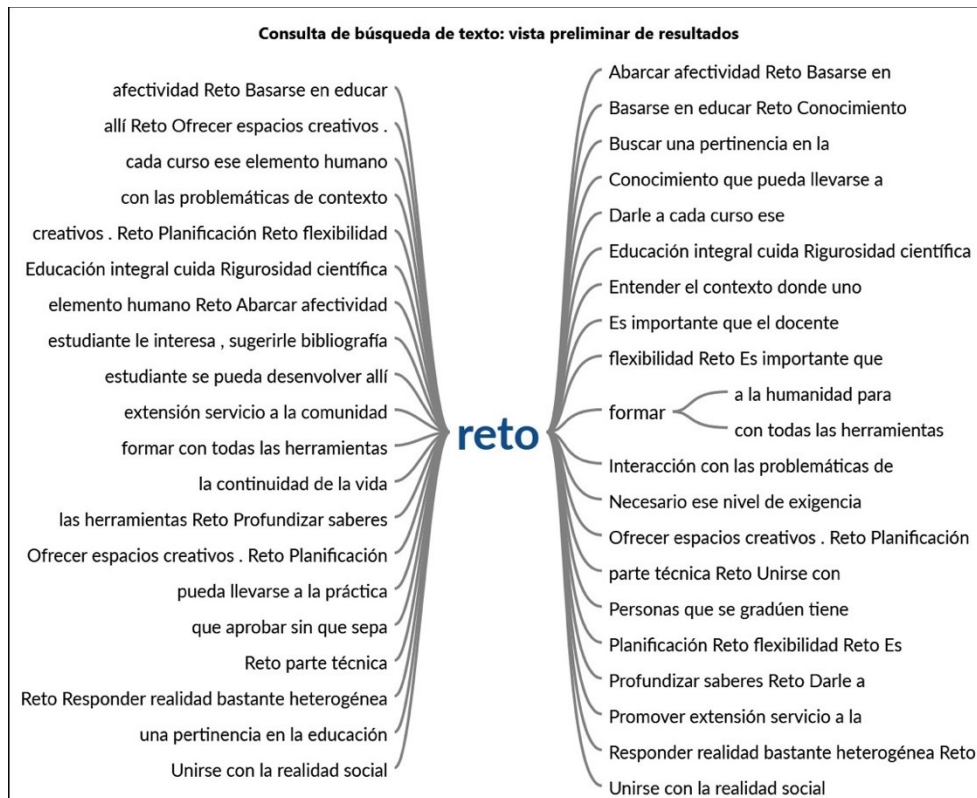 Consulta de búsqueda de texto: vista preliminar de resultados
afectividad Reto Basarse en educar
allí Reto Ofrecer espacios creativos .
cada curso ese elemento humano
con las problemáticas de contexto
creativos . Reto Planificación Reto flexibilidad
Educación integral cuida Rigurosidad científica
elemento humano Reto Abarcar afectividad
estudiante le interesa , sugerirle bibliografía
estudiante se pueda desenvolver allí
extensión servicio a la comunidad
formar con todas las herramientas
la continuidad de la vida
las herramientas Reto Profundizar saberes
Ofrecer espacios creativos . Reto Planificación
pueda llevarse a la práctica
que aprobar sin que sepa
Reto parte técnica
Reto Responder realidad bastante heterogénea
una pertinencia en la educación
Unirse con la realidad social
reto
Abarcar afectividad Reto Basarse en
Basarse en educar Reto Conocimiento
Buscar una pertinencia en la
Conocimiento que pueda llevarse a
Darle a cada curso ese
Educación integral cuida Rigurosidad científica
Entender el contexto donde uno
Es importante que el docente
flexibilidad Reto Es importante que
formar
a la humanidad para
con todas las herramientas
Interacción con las problemáticas de
Necesario ese nivel de exigencia
Ofrecer espacios creativos . Reto Planificación
parte técnica Reto Unirse con
Personas que se gradúen tiene
Planificación Reto flexibilidad Reto Es
Profundizar saberes Reto Darle a
Promover extensión servicio a la
Responder realidad bastante heterogénea Reto
Unirse con la realidad social